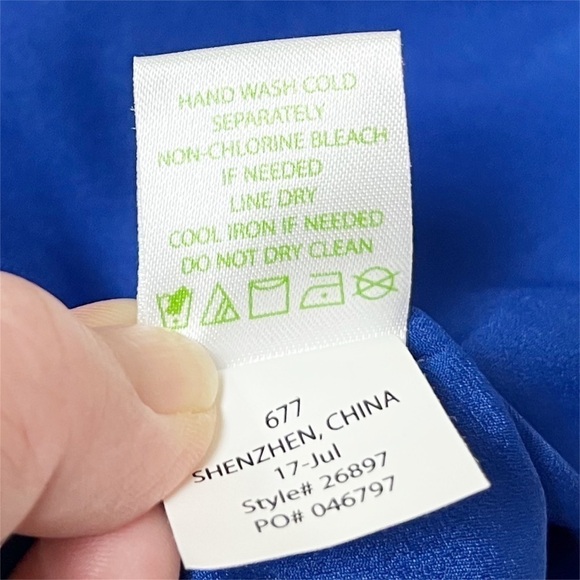 HAND WASH COLD
SEPARATELY
NON-CHLORINE BLEACH
IF NEEDED
LINE DRY
COOL IRON IF NEEDED
DO NOT DRY CLEAN
677
SHENZHEN, CHINA
17-Jul
Style# 26897
PO# 046797